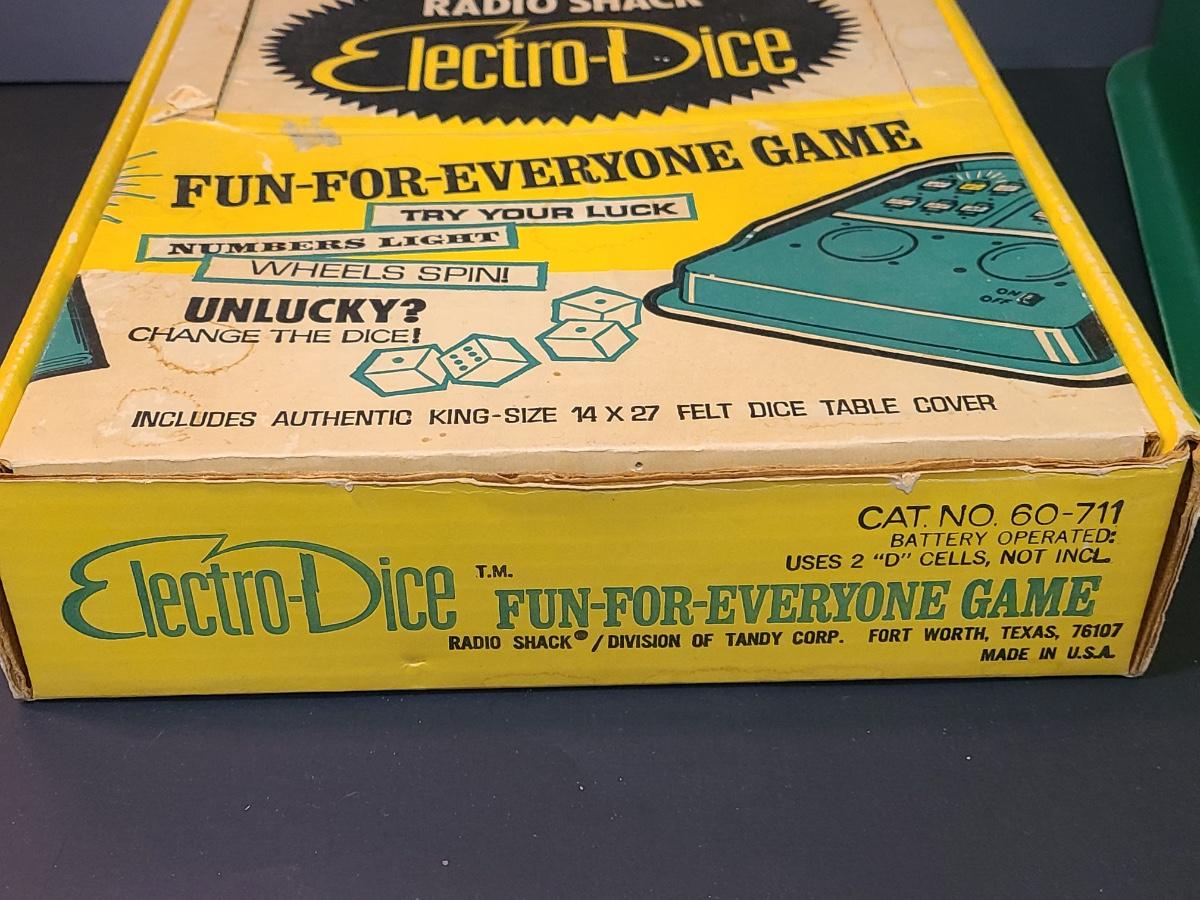 RADIO SHACK
Electro-Dice
FUN-FOR-EVERYONE GAME
TRY YOUR LUCK
NUMBERS LIGHT
WHEELS SPIN!
UNLUCKY?
CHANGE THE DICE!
ON
OFF
INCLUDES AUTHENTIC KING-SIZE 14 X 27 FELT DICE TABLE COVER
CAT. NO. 60-711
BATTERY OPERATED:
USES 2 "D" CELLS, NOT INCL.
Electro-Dice T.M.
FUN-FOR-EVERYONE GAME
RADIO SHACK / DIVISION OF TANDY CORP. FORT WORTH, TEXAS, 76107
MADE IN U.S.A.